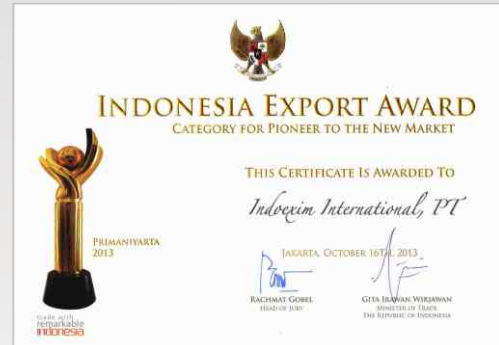 INDONESIA EXPORT AWARD
CATEGORY FOR PIONEER TO THE NEW MARKET
THIS CERTIFICATE IS AWARDED TO
Indoexim International, PT
PRIMANIYARTA
2013
JAKARTA, OCTOBER 16TH, 2013
RACHMAT GOBEL
HEAD OF JURY
GITA IRAWAN WIRJAWAN
MINISTER OF TRADE
THE REPUBLIC OF INDONESIA
trade with
remarkable
indonesia